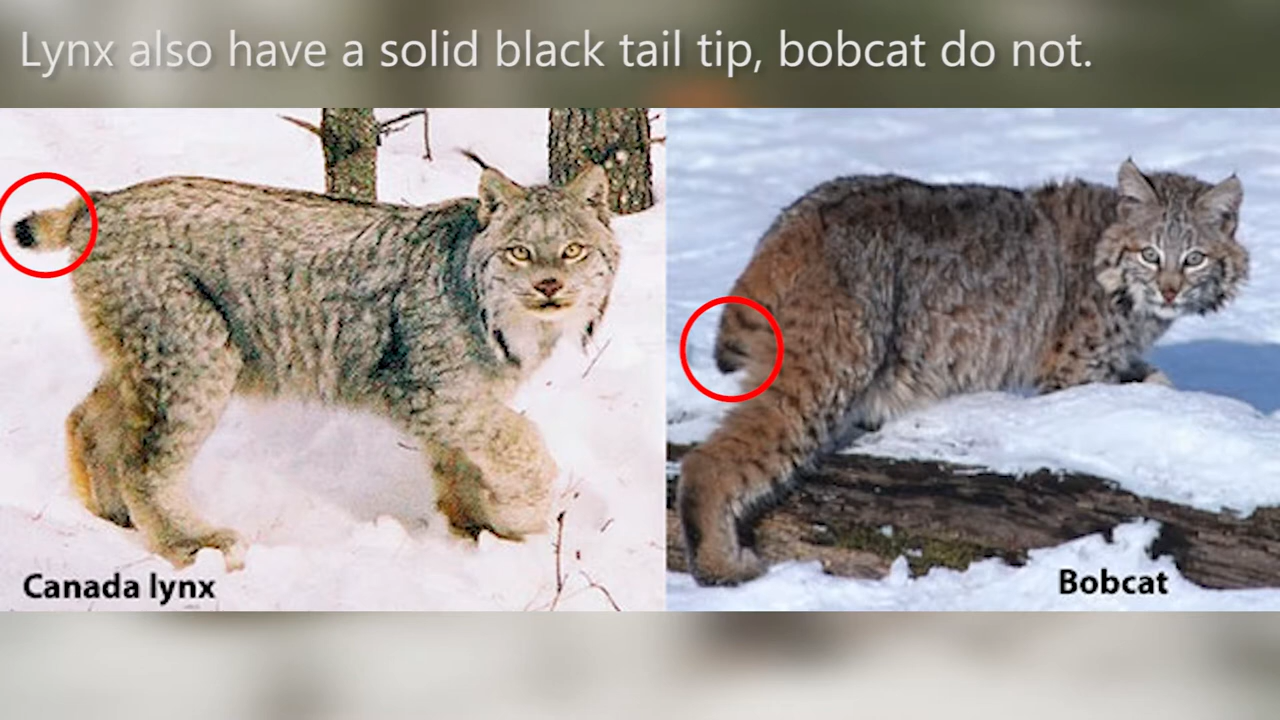 Lynx also have a solid black tail tip, bobcat do not.
Canada lynx
Bobcat